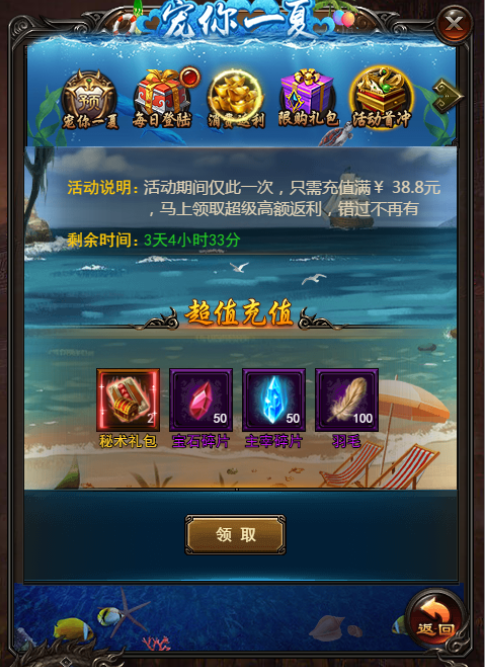 宠你一夏
预
宠你一夏
每日登陆
消费返利
限购礼包
活动首冲
活动说明：活动期间仅此一次，只需充值满￥ 38.8元
，马上领取超级高额返利，错过不再有
剩余时间：3天4小时33分
超值充值
2
50
50
100
秘术礼包
宝石碎片
主宰碎片
羽毛
领 取
返回